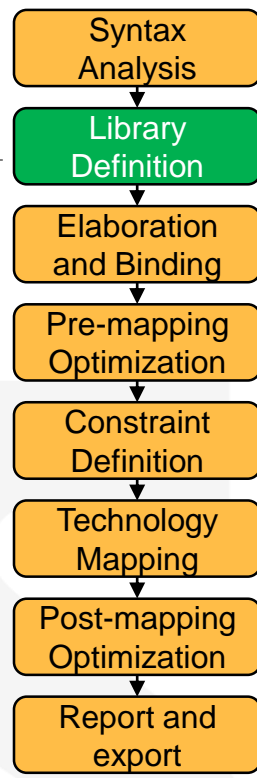 Syntax
Analysis
Library
Definition
Elaboration
and Binding
Pre-mapping
Optimization
Constraint
Definition
Technology
Mapping
Post-mapping
Optimization
Report and
export